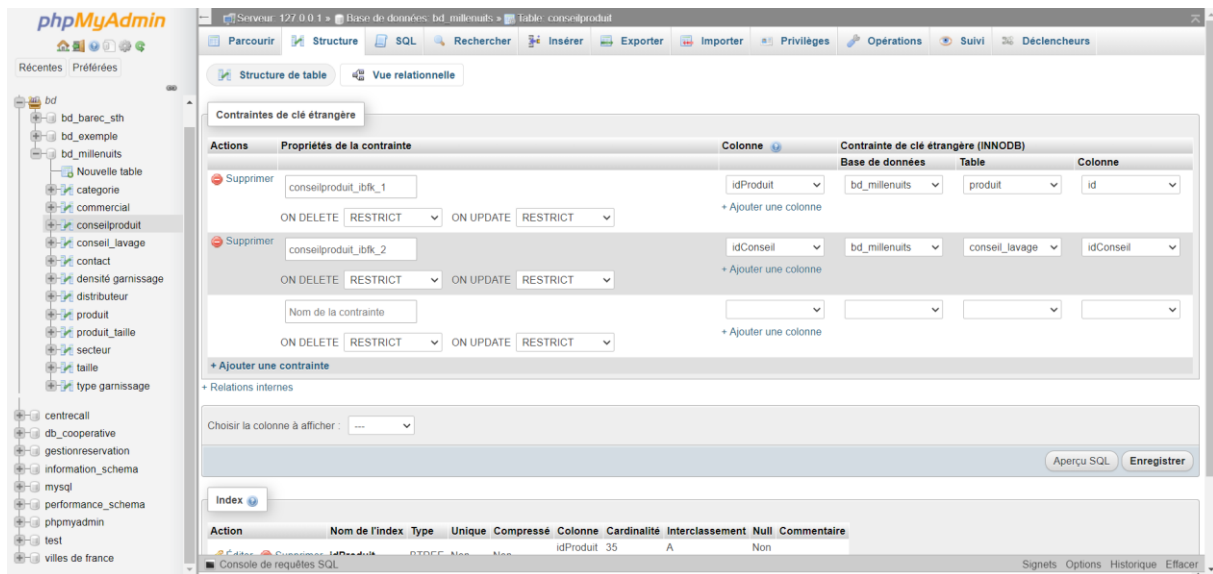 phpMyAdmin
Récentes Préférées
bd
bd_barec_sth
bd_exemple
bd_millenuits
Nouvelle table
categorie
commercial
conseilproduit
conseil_lavage
contact
densité garnissage
distributeur
produit
produit_taille
secteur
taille
type garnissage
centrecall
db_cooperative
gestionreservation
information_schema
mysql
performance_schema
phpmyadmin
test
villes de france
Serveur: 127.0.0.1 » Base de données: bd_millenuits » Table: conseilproduit
Parcourir Structure SQL Rechercher Insérer Exporter Importer Privilèges Opérations Suivi Déclencheurs
Structure de table Vue relationnelle
Contraintes de clé étrangère
Actions Propriétés de la contrainte Colonne Contrainte de clé étrangère (INNODB)
Base de données Table Colonne
Supprimer conseilproduit_ibfk_1 idProduit bd_millenuits produit id
+ Ajouter une colonne
ON DELETE RESTRICT ON UPDATE RESTRICT
Supprimer conseilproduit_ibfk_2 idConseil bd_millenuits conseil_lavage idConseil
+ Ajouter une colonne
ON DELETE RESTRICT ON UPDATE RESTRICT
Nom de la contrainte
+ Ajouter une colonne
ON DELETE RESTRICT ON UPDATE RESTRICT
+ Ajouter une contrainte
+ Relations internes
Choisir la colonne à afficher : ---
Aperçu SQL Enregistrer
Index
Action Nom de l'index Type Unique Compressé Colonne Cardinalité Interclassement Null Commentaire
idProduit 35 A Non
Éditer Supprimer idProduit BTREE Non Non
Console de requêtes SQL Signets Options Historique Effacer